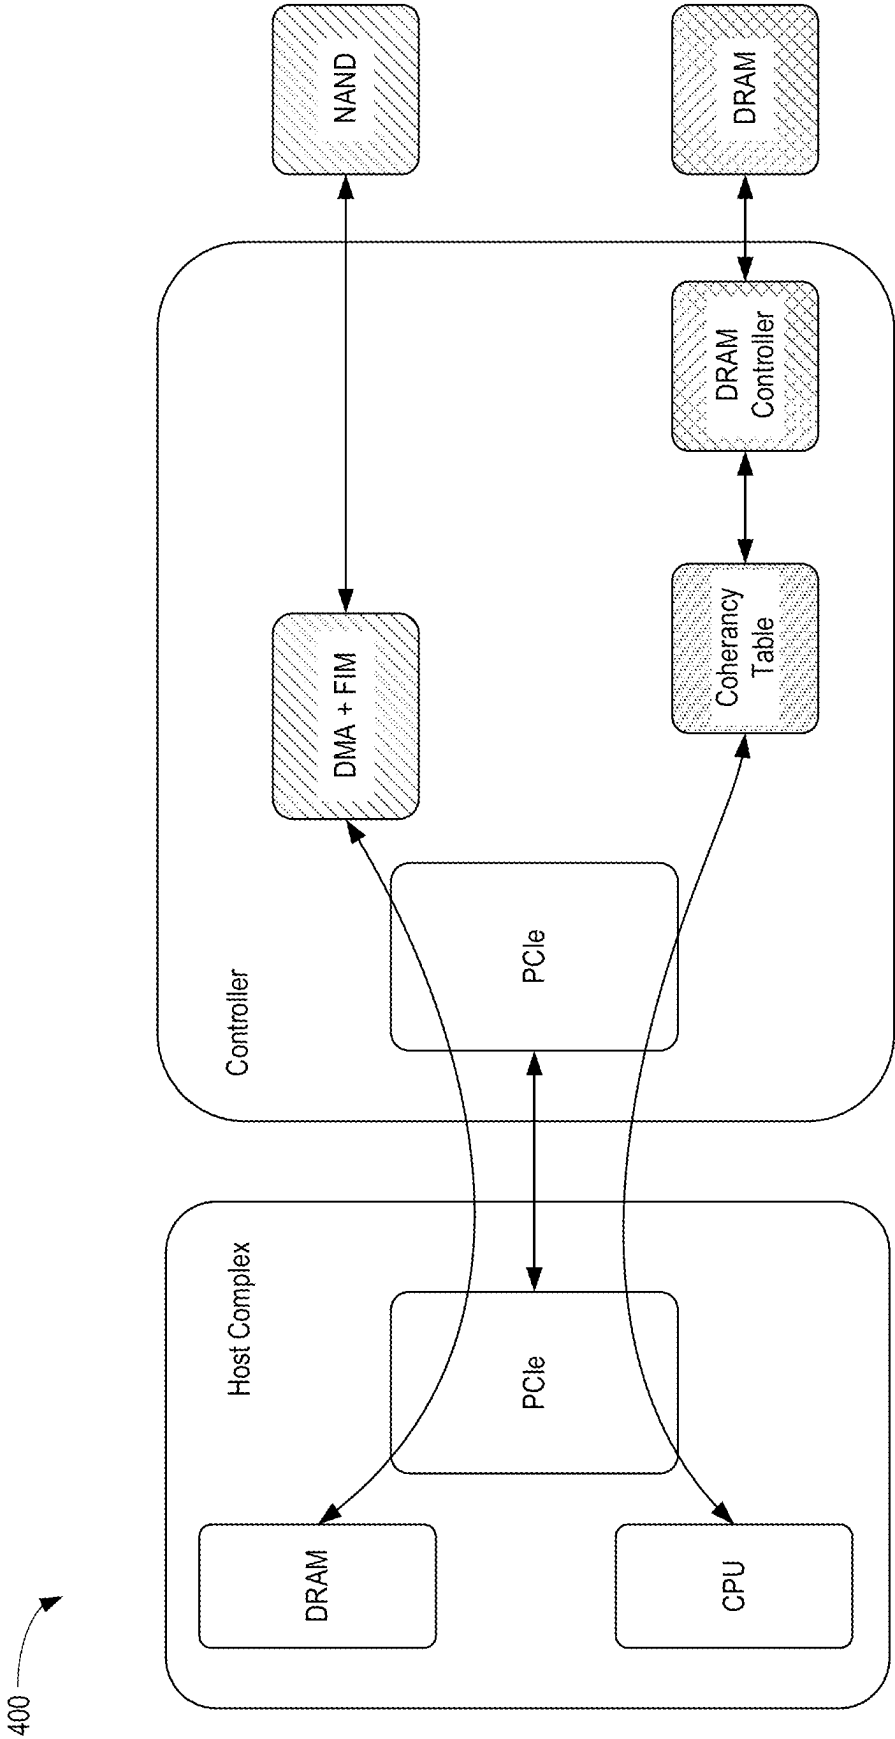 400
Host Complex
DRAM
PCIe
CPU
Controller
PCIe
DMA + FIM
Coherancy
Table
DRAM
Controller
NAND
DRAM